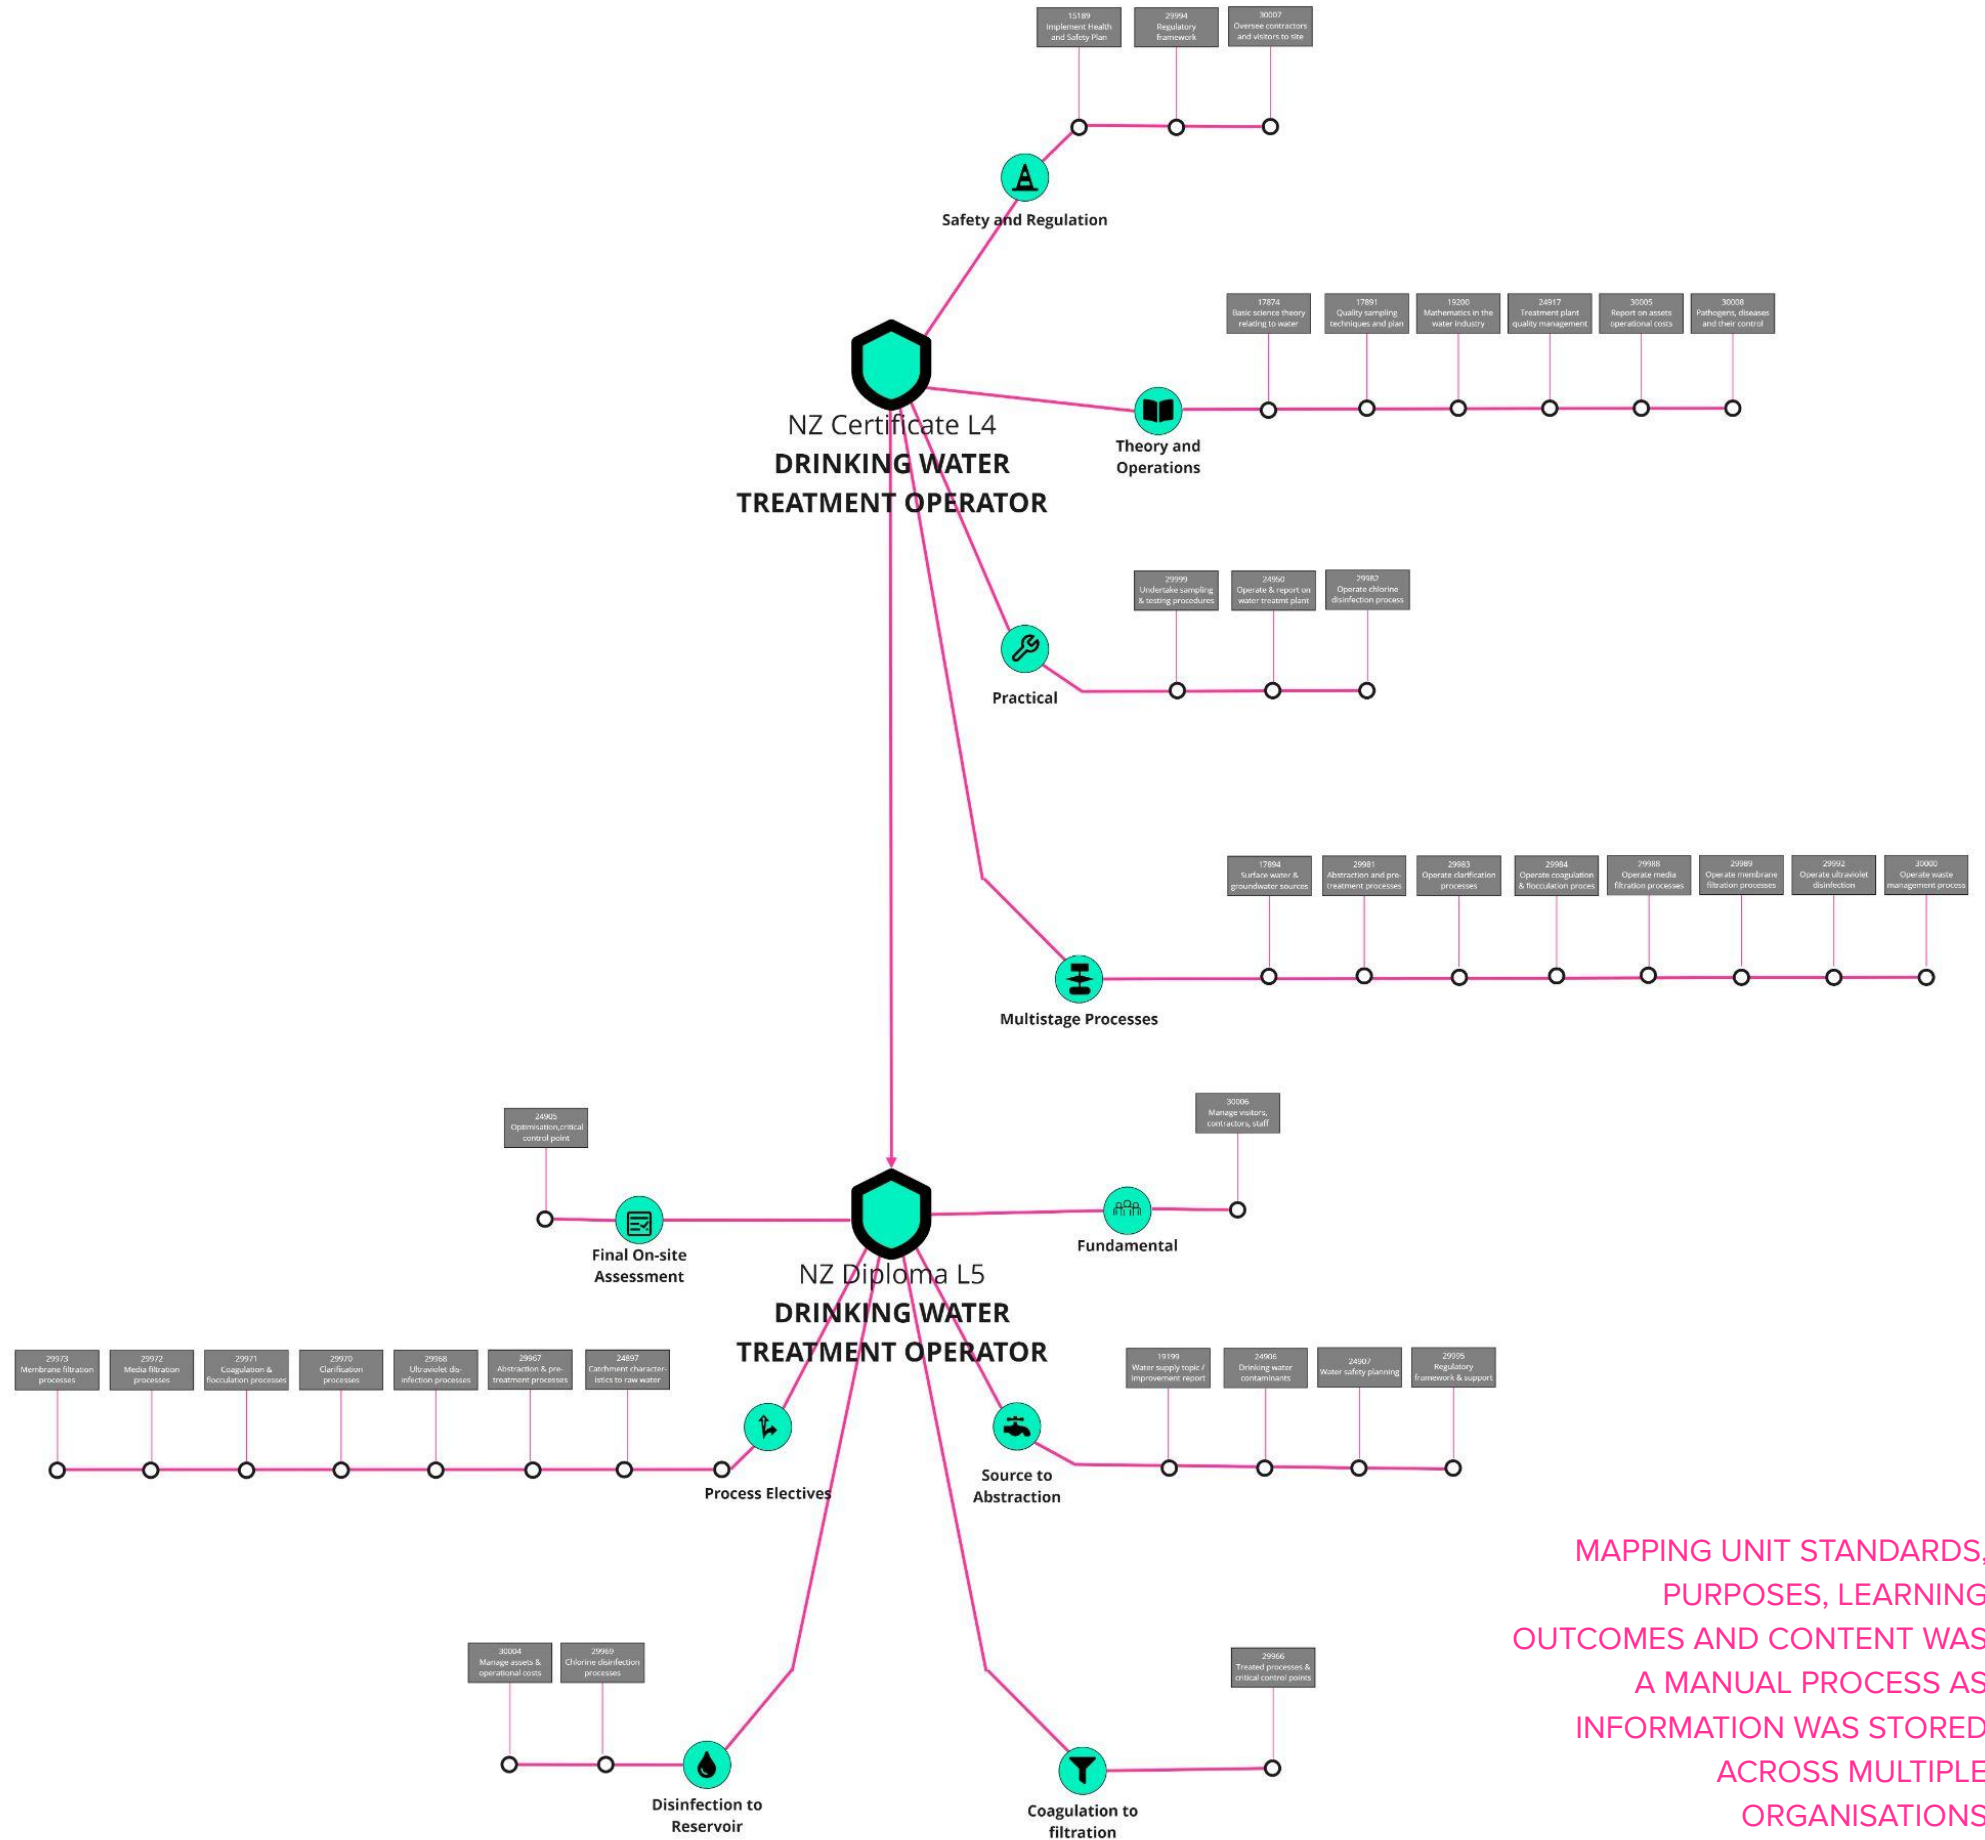 15189
Implement Health
and Safety Plan
29994
Regulatory
framework
30007
Oversee contractors
and visitors to site
Safety and Regulation
17874
Basic science theory
relating to water
17891
Quality sampling
techniques and plan
19200
Mathematics in the
water industry
24917
Treatment plant
quality management
30005
Report on assets
operational costs
30008
Pathogens, diseases
and their control
NZ Certificate L4
DRINKING WATER
TREATMENT OPERATOR
Theory and
Operations
29999
Undertake sampling
& testing procedures
24950
Operate & report on
water treatmt plant
29982
Operate chlorine
disinfection process
Practical
17894
Surface water &
groundwater sources
29981
Abstraction and pre-
treatment processes
29983
Operate clarification
processes
29984
Operate coagulation
& flocculation proces
29988
Operate media
filtration processes
29989
Operate membrane
filtration processes
29992
Operate ultraviolet
disinfection
30000
Operate waste
management process
Multistage Processes
24905
Optimisation,critical
control point
30006
Manage visitors,
contractors, staff
Final On-site
Assessment
Fundamental
NZ Diploma L5
DRINKING WATER
TREATMENT OPERATOR
29973
Membrane filtration
processes
29972
Media filtration
processes
29971
Coagulation &
flocculation processes
29970
Clarification
processes
29968
Ultraviolet dis-
infection processes
29967
Abstraction & pre-
treatment processes
24897
Catchment character-
istics to raw water
19199
Water supply topic /
improvement report
24906
Drinking water
contaminants
24907
Water safety planning
29995
Regulatory
framework & support
Process Electives
Source to
Abstraction
30004
Manage assets &
operational costs
29969
Chlorine disinfection
processes
29966
Treated processes &
critical control points
Disinfection to
Reservoir
Coagulation to
filtration
MAPPING UNIT STANDARDS,
PURPOSES, LEARNING
OUTCOMES AND CONTENT WAS
A MANUAL PROCESS AS
INFORMATION WAS STORED
ACROSS MULTIPLE
ORGANISATIONS